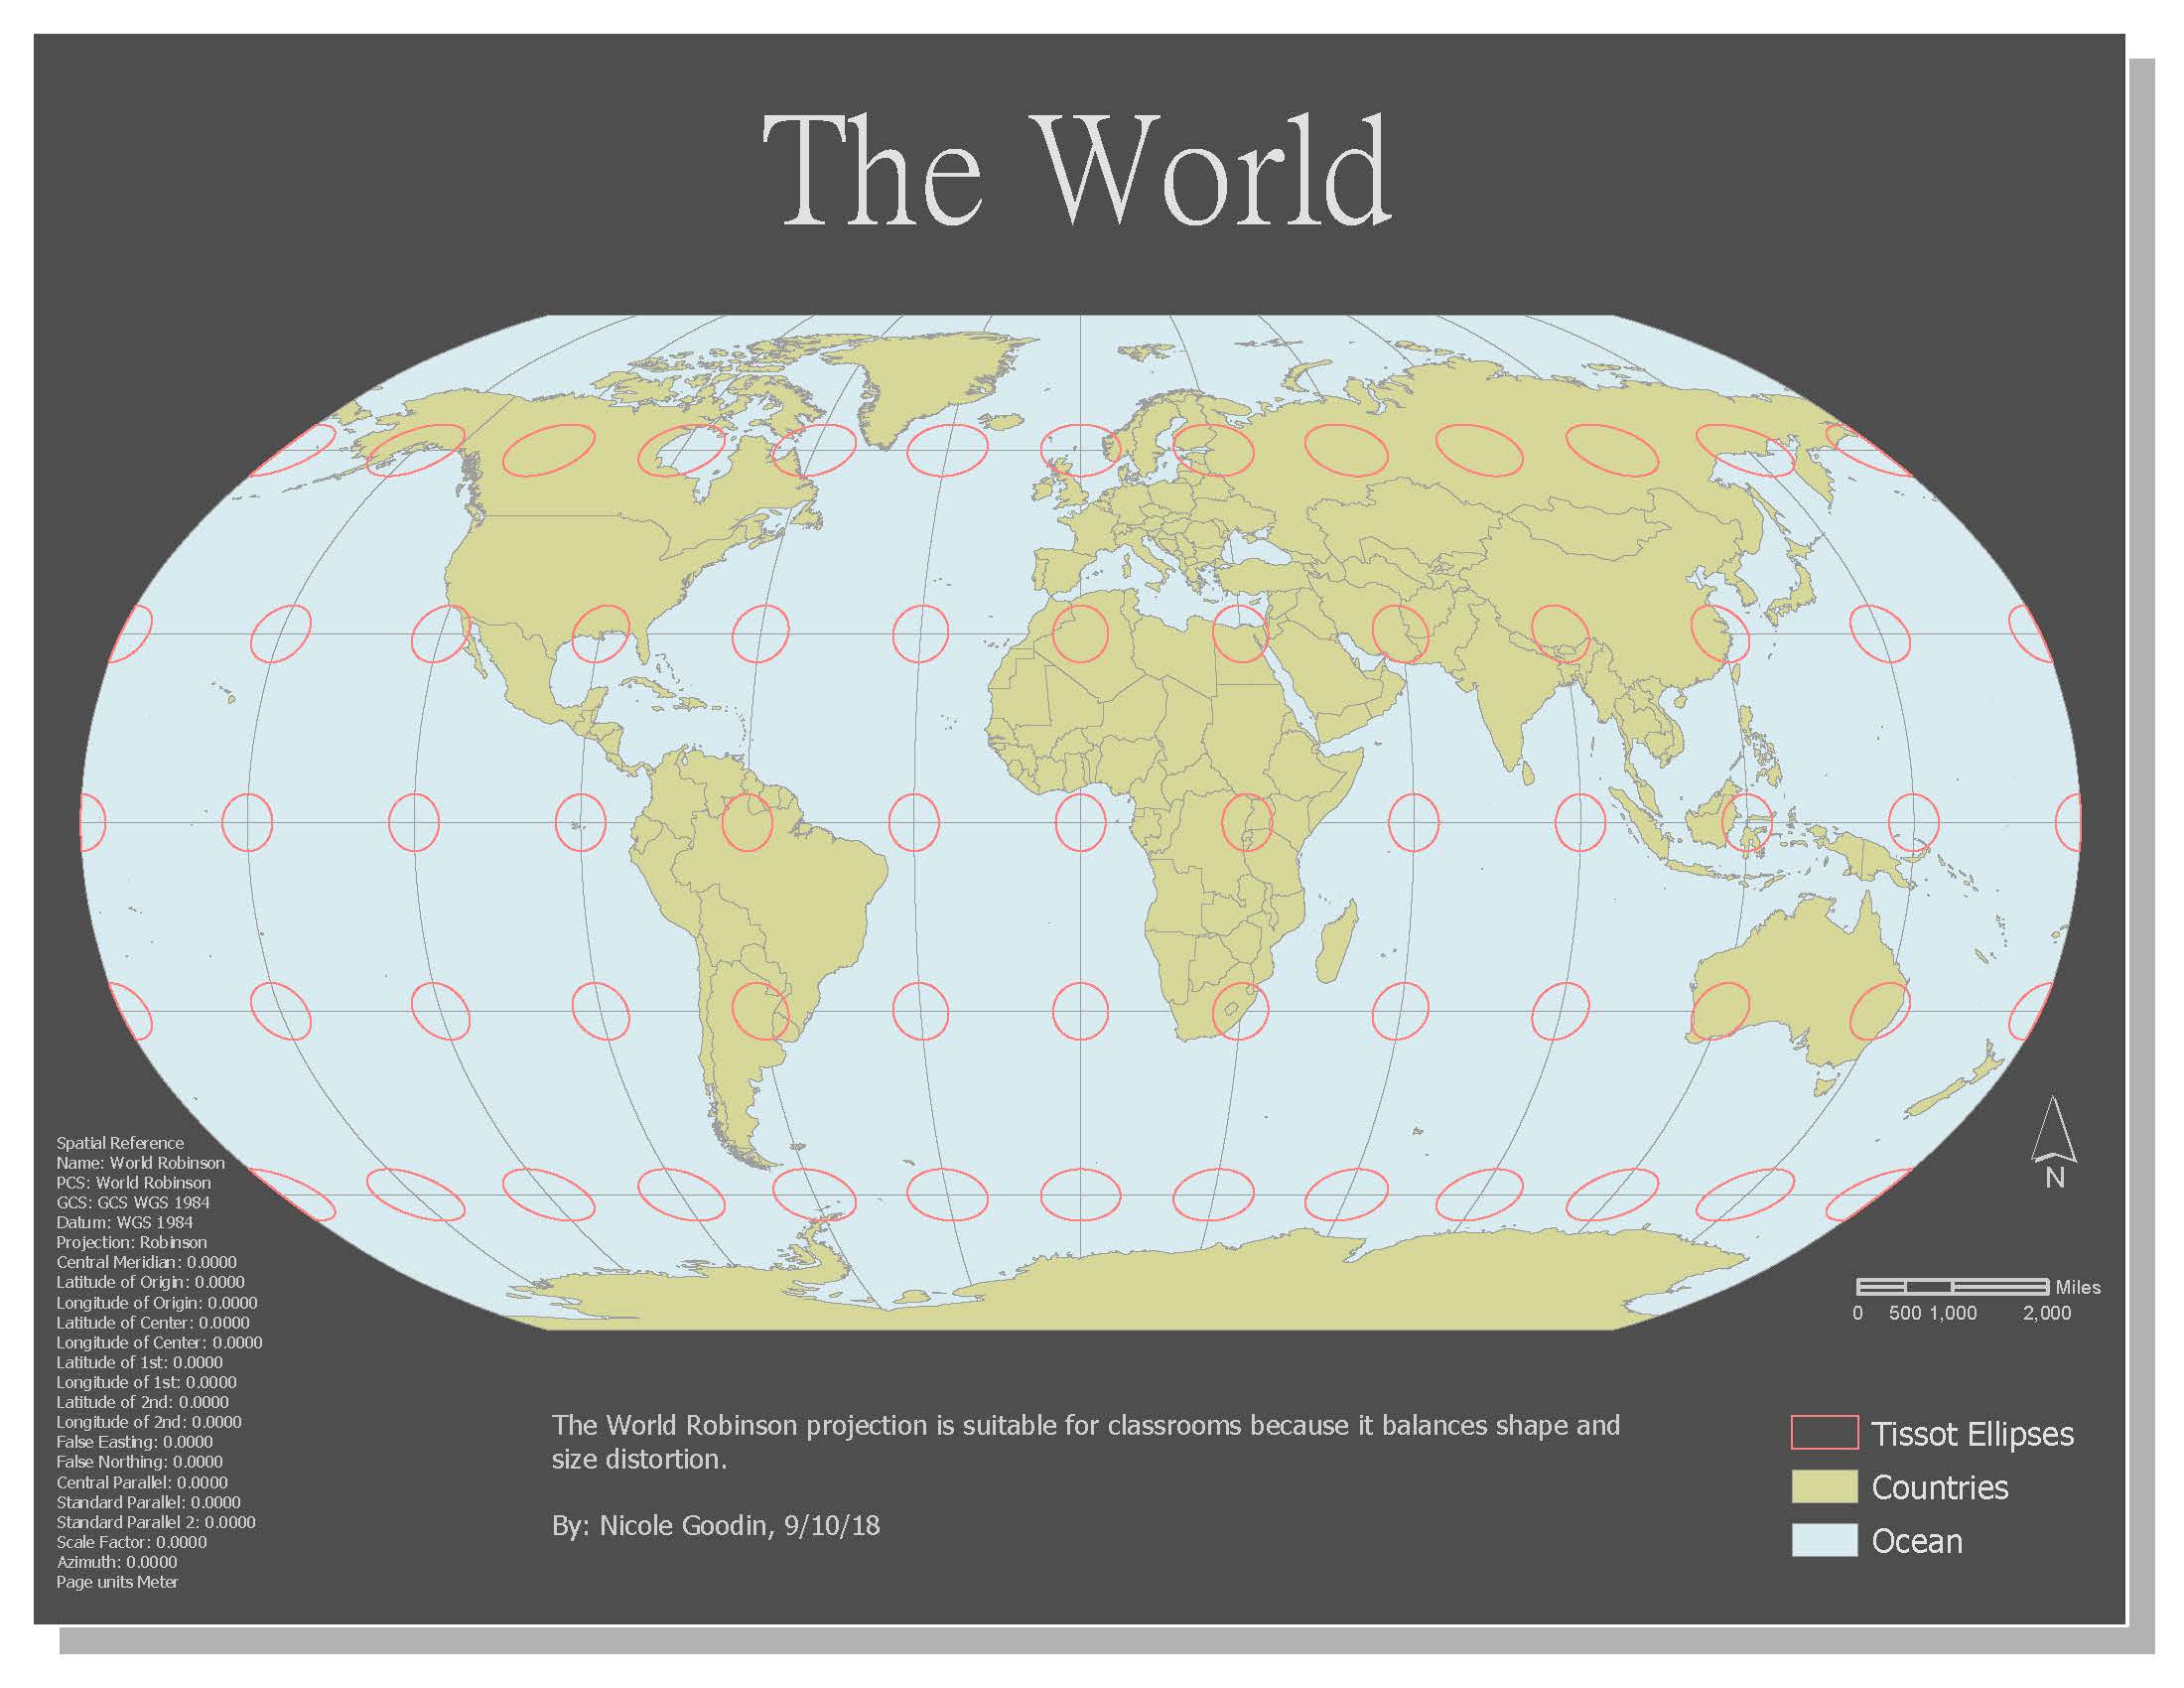 The World
Spatial Reference
Name: World Robinson
PCS: World Robinson
GCS: GCS WGS 1984
Datum: WGS 1984
Projection: Robinson
Central Meridian: 0.0000
Latitude of Origin: 0.0000
Longitude of Origin: 0.0000
Latitude of Center: 0.0000
Longitude of Center: 0.0000
Latitude of 1st: 0.0000
Longitude of 1st: 0.0000
Latitude of 2nd: 0.0000
Longitude of 2nd: 0.0000
False Easting: 0.0000
False Northing: 0.0000
Central Parallel: 0.0000
Standard Parallel: 0.0000
Standard Parallel 2: 0.0000
Scale Factor: 0.0000
Azimuth: 0.0000
Page units Meter
The World Robinson projection is suitable for classrooms because it balances shape and
size distortion.
By: Nicole Goodin, 9/10/18
N
Miles
0 500 1,000 2,000
Tissot Ellipses
Countries
Ocean